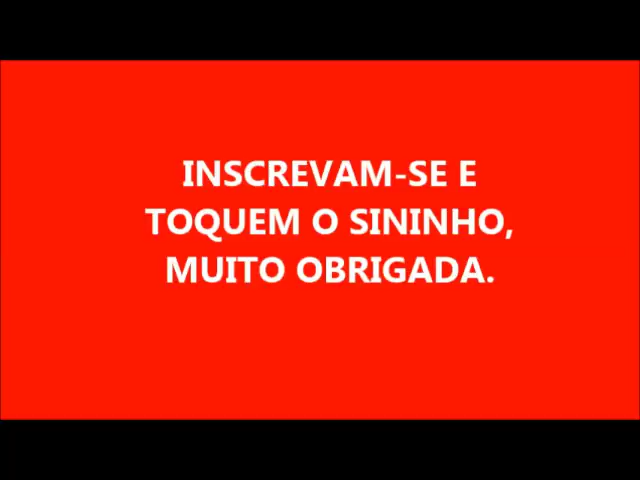 INSCREVAM-SE E
TOQUEM O SININHO,
MUITO OBRIGADA.